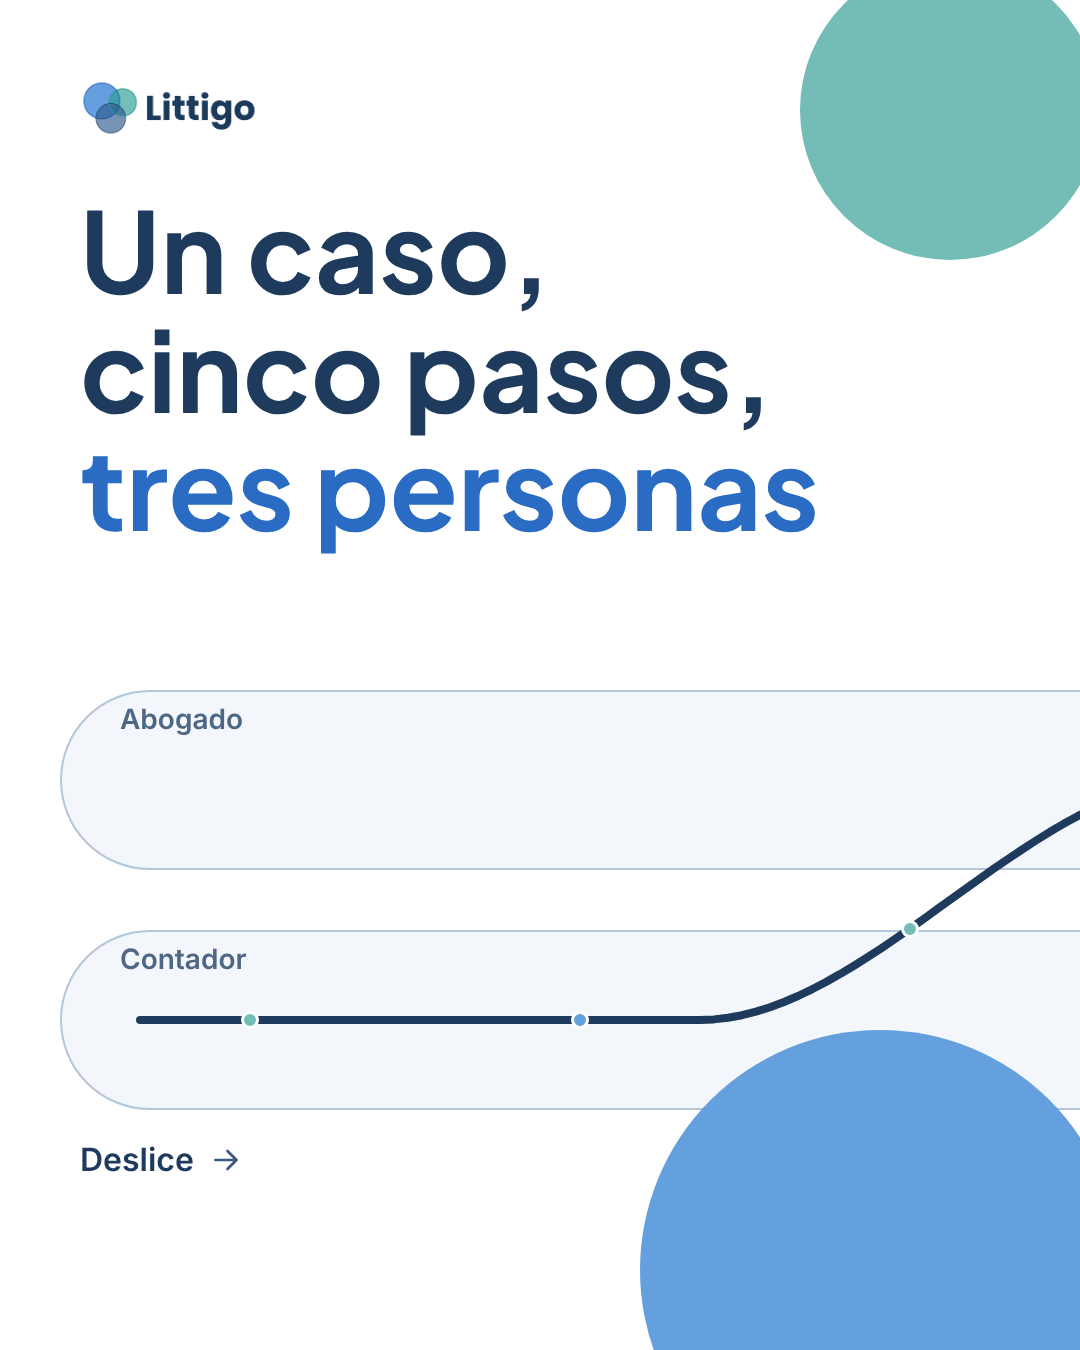 Littigo
Un caso,
cinco pasos,
tres personas
Abogado
Contador
Deslice →